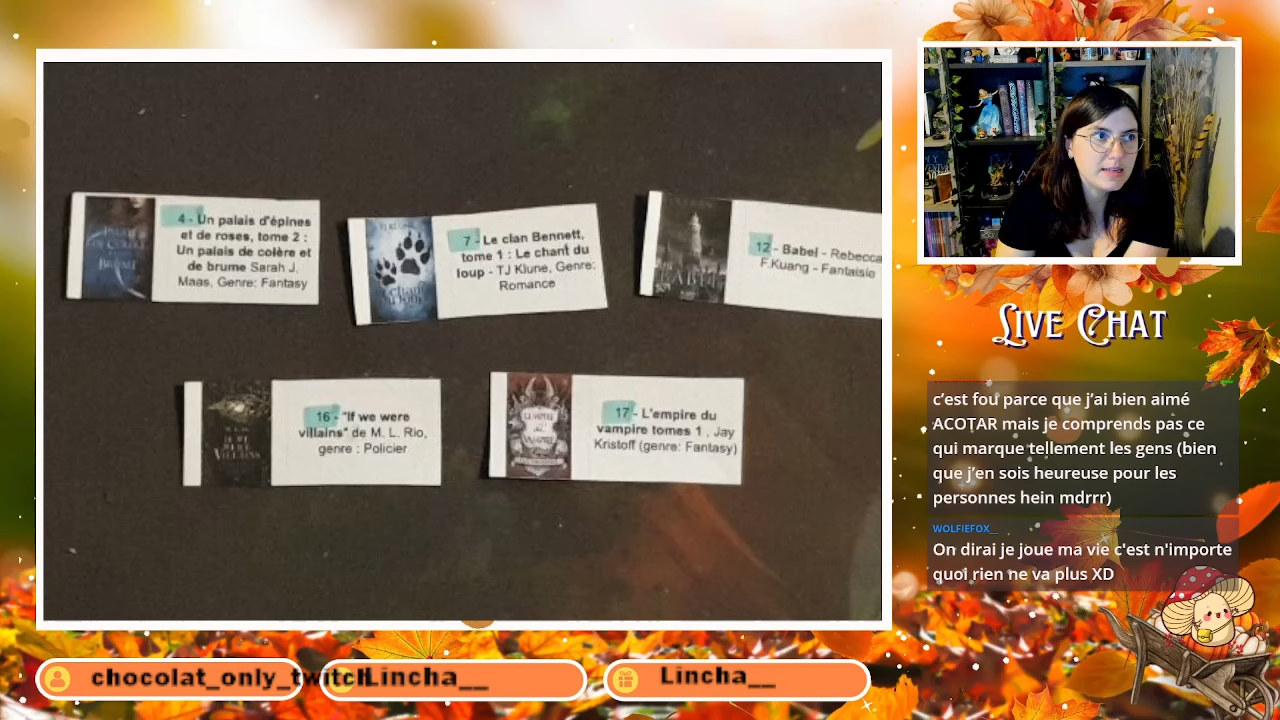 4 - Un palais d'épines
et de roses, tome 2 :
Un palais de colère et
de brume Sarah J.
Maas, Genre: Fantasy
7 - Le clan Bennett,
tome 1 : Le chant du
loup - TJ Klune, Genre:
Romance
12 - Babel - Rebecca
F.Kuang - Fantaisie
16 - "If we were
villains" de M. L. Rio,
genre : Policier
17 - L'empire du
vampire tomes 1 , Jay
Kristoff (genre: Fantasy)
LIVE CHAT
c'est fou parce que j'ai bien aimé
ACOTAR mais je comprends pas ce
qui marque tellement les gens (bien
que j'en sois heureuse pour les
personnes hein mdrrr)
WOLFIEFOX_
On dirai je joue ma vie c'est n'importe
quoi rien ne va plus XD
chocolat_only_twitch
Lincha__
Lincha__